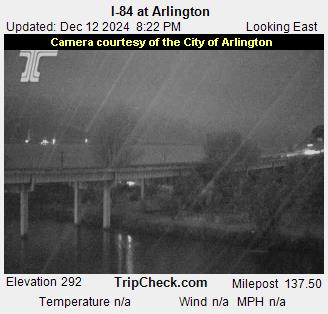 I-84 at Arlington
Updated: Dec 12 2024 8:22 PM Looking East
Camera courtesy of the City of Arlington
Elevation 292 TripCheck.com Milepost 137.50
Temperature n/a Wind n/a MPH n/a